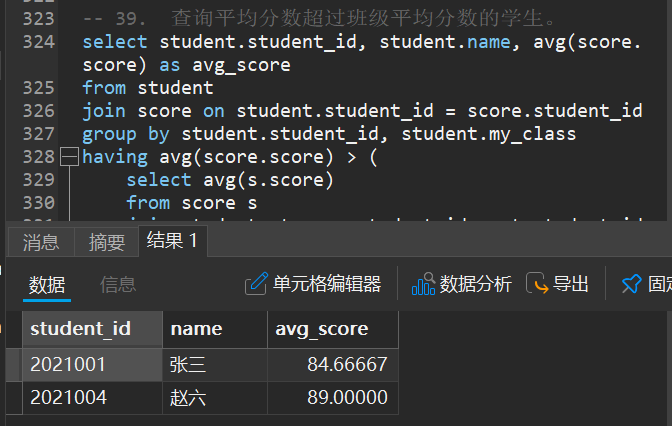 323 -- 39.  查询平均分数超过班级平均分数的学生。
324 select student.student_id, student.name, avg(score.
score) as avg_score
325 from student
326 join score on student.student_id = score.student_id
327 group by student.student_id, student.my_class
328 having avg(score.score) > (
329 select avg(s.score)
330 from score s
消息 摘要 结果 1
数据 信息 单元格编辑器 数据分析 导出
student_id name avg_score
2021001 张三 84.66667
2021004 赵六 89.00000